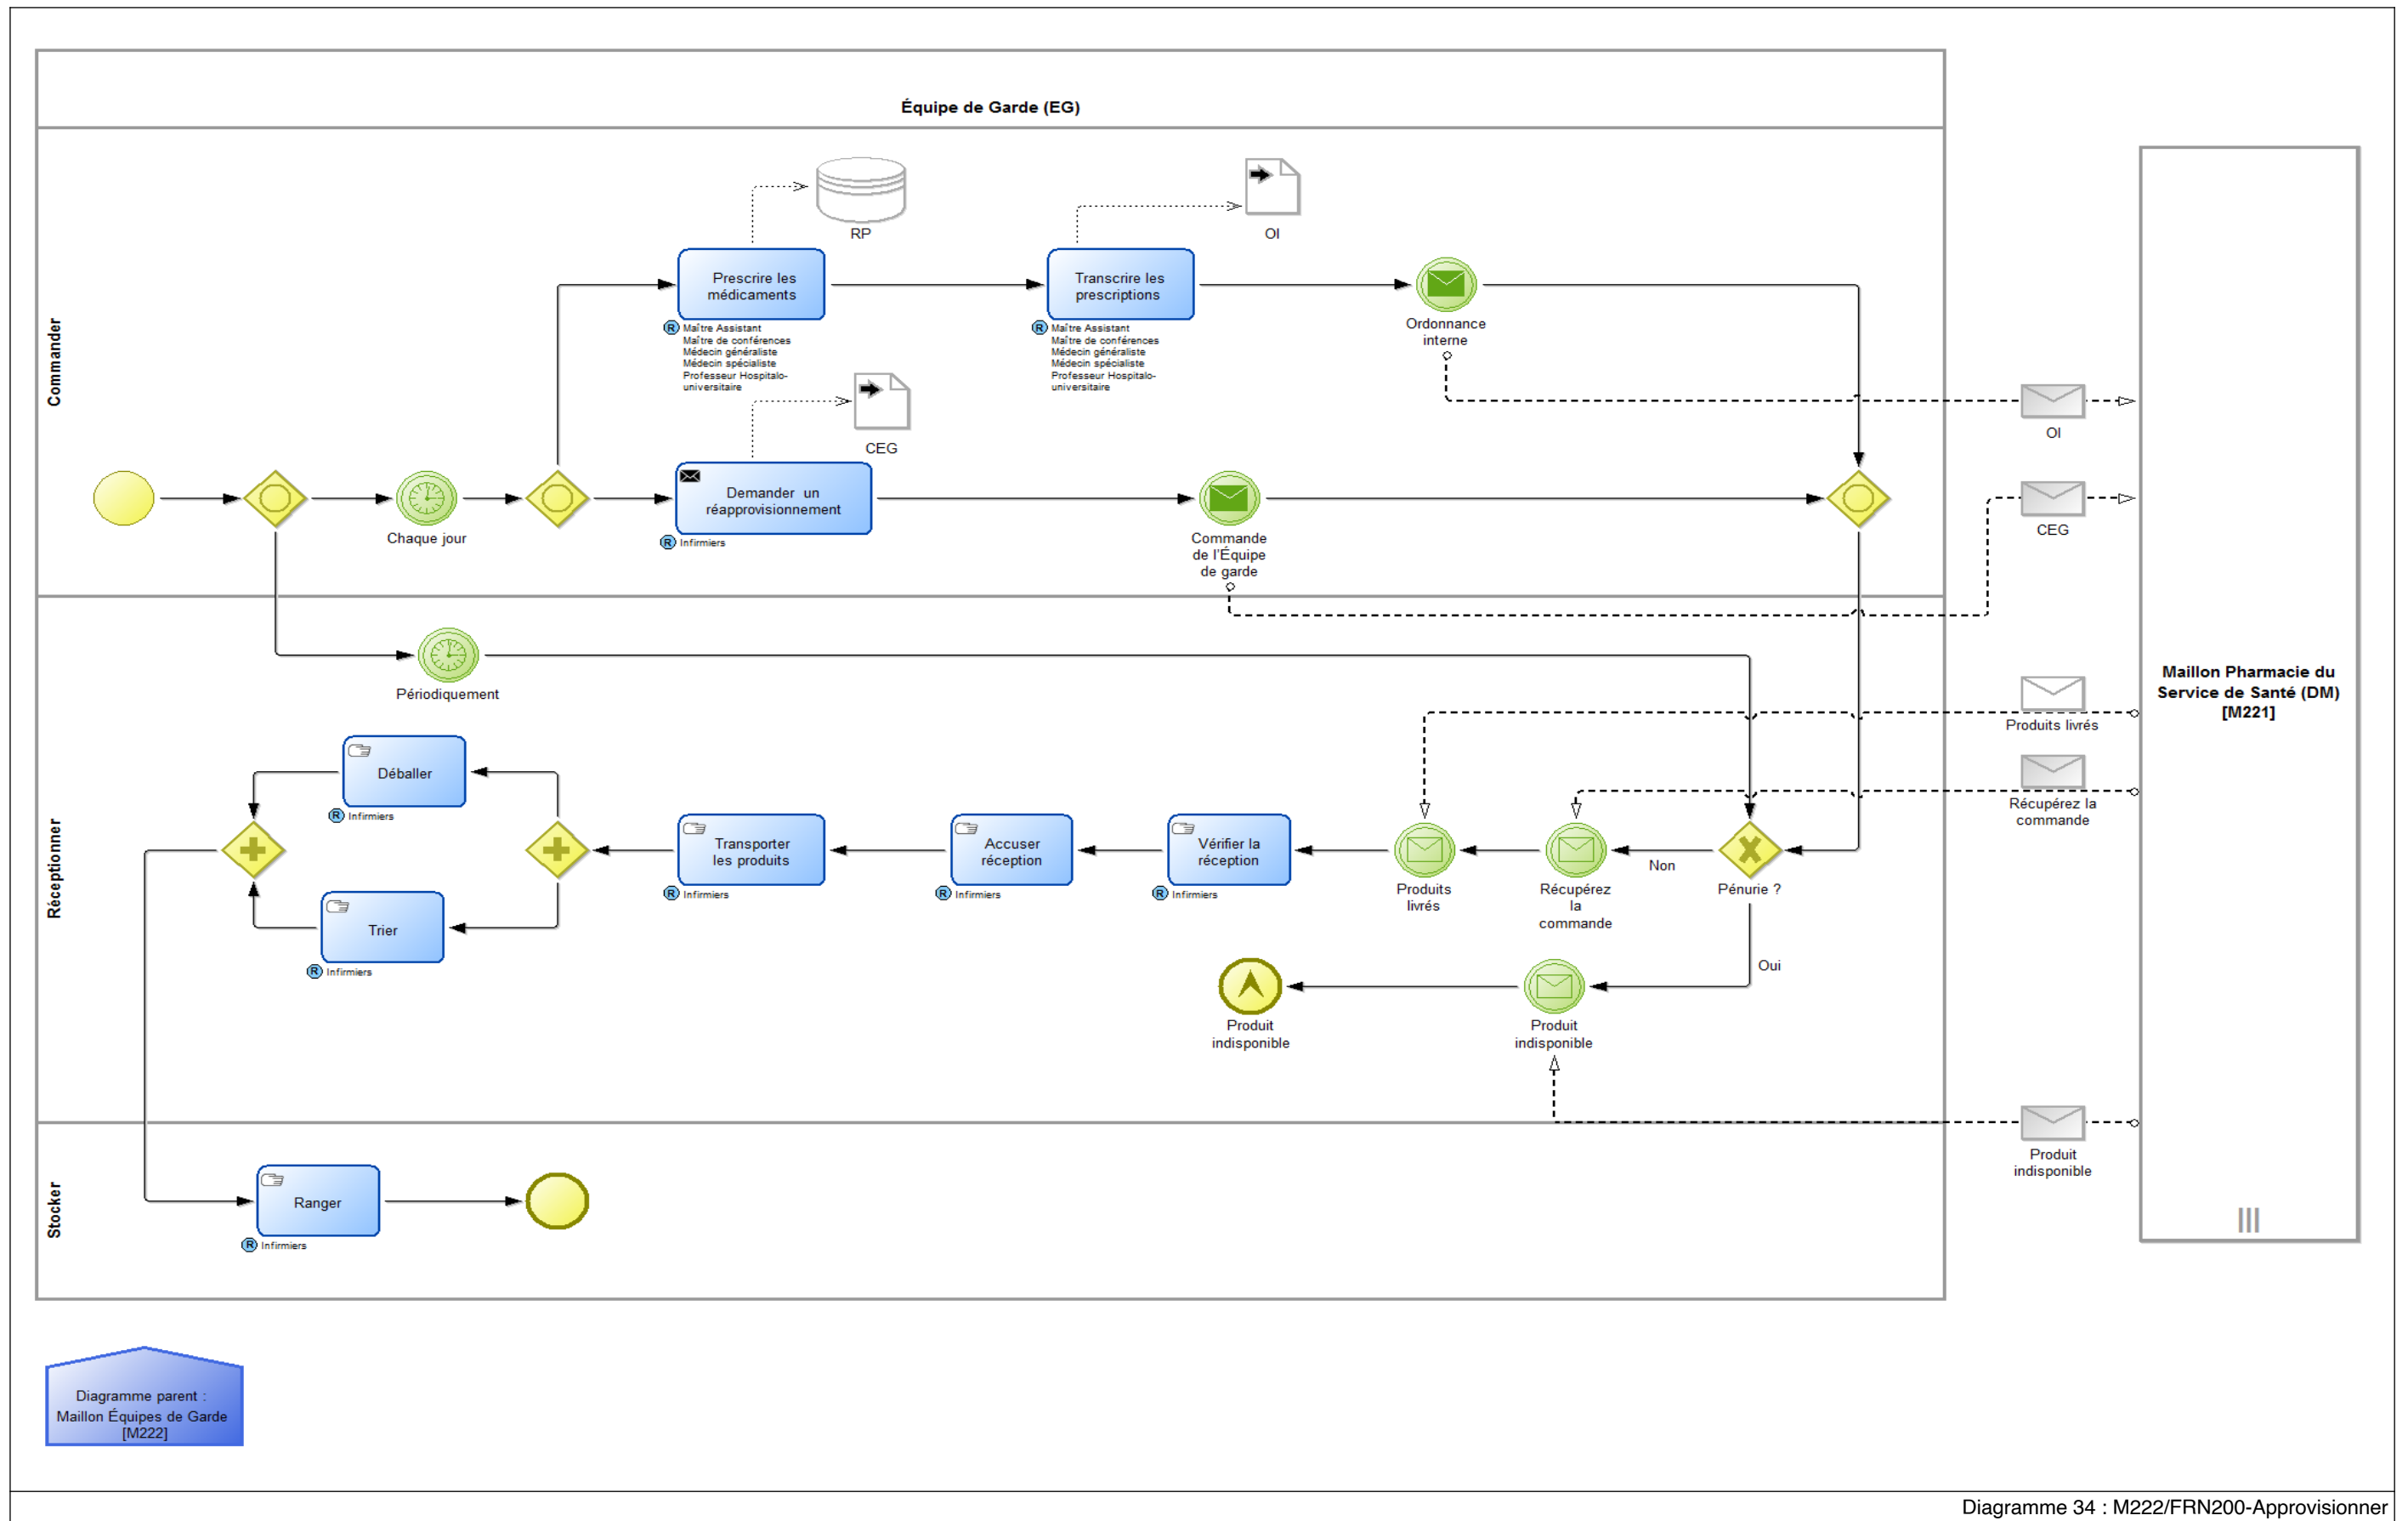 Équipe de Garde (EG)
Commander
RP
OI
Prescrire les
médicaments
R Maître Assistant
Maître de conférences
Médecin généraliste
Médecin spécialiste
Professeur Hospitalo-
universitaire
Transcrire les
prescriptions
R Maître Assistant
Maître de conférences
Médecin généraliste
Médecin spécialiste
Professeur Hospitalo-
universitaire
Ordonnance
interne
OI
CEG
Chaque jour
Demander un
réapprovisionnement
R Infirmiers
Commande
de l'Équipe
de garde
CEG
Réceptionner
Périodiquement
Maillon Pharmacie du
Service de Santé (DM)
[M221]
Produits livrés
Récupérez la
commande
Déballer
R Infirmiers
Trier
R Infirmiers
Transporter
les produits
R Infirmiers
Accuser
réception
R Infirmiers
Vérifier la
réception
R Infirmiers
Produits
livrés
Récupérez
la
commande
Non
Pénurie ?
Oui
Produit
indisponible
Produit
indisponible
Produit
indisponible
Stocker
Ranger
R Infirmiers
Diagramme parent :
Maillon Équipes de Garde
[M222]
Diagramme 34 : M222/FRN200-Approvisionner